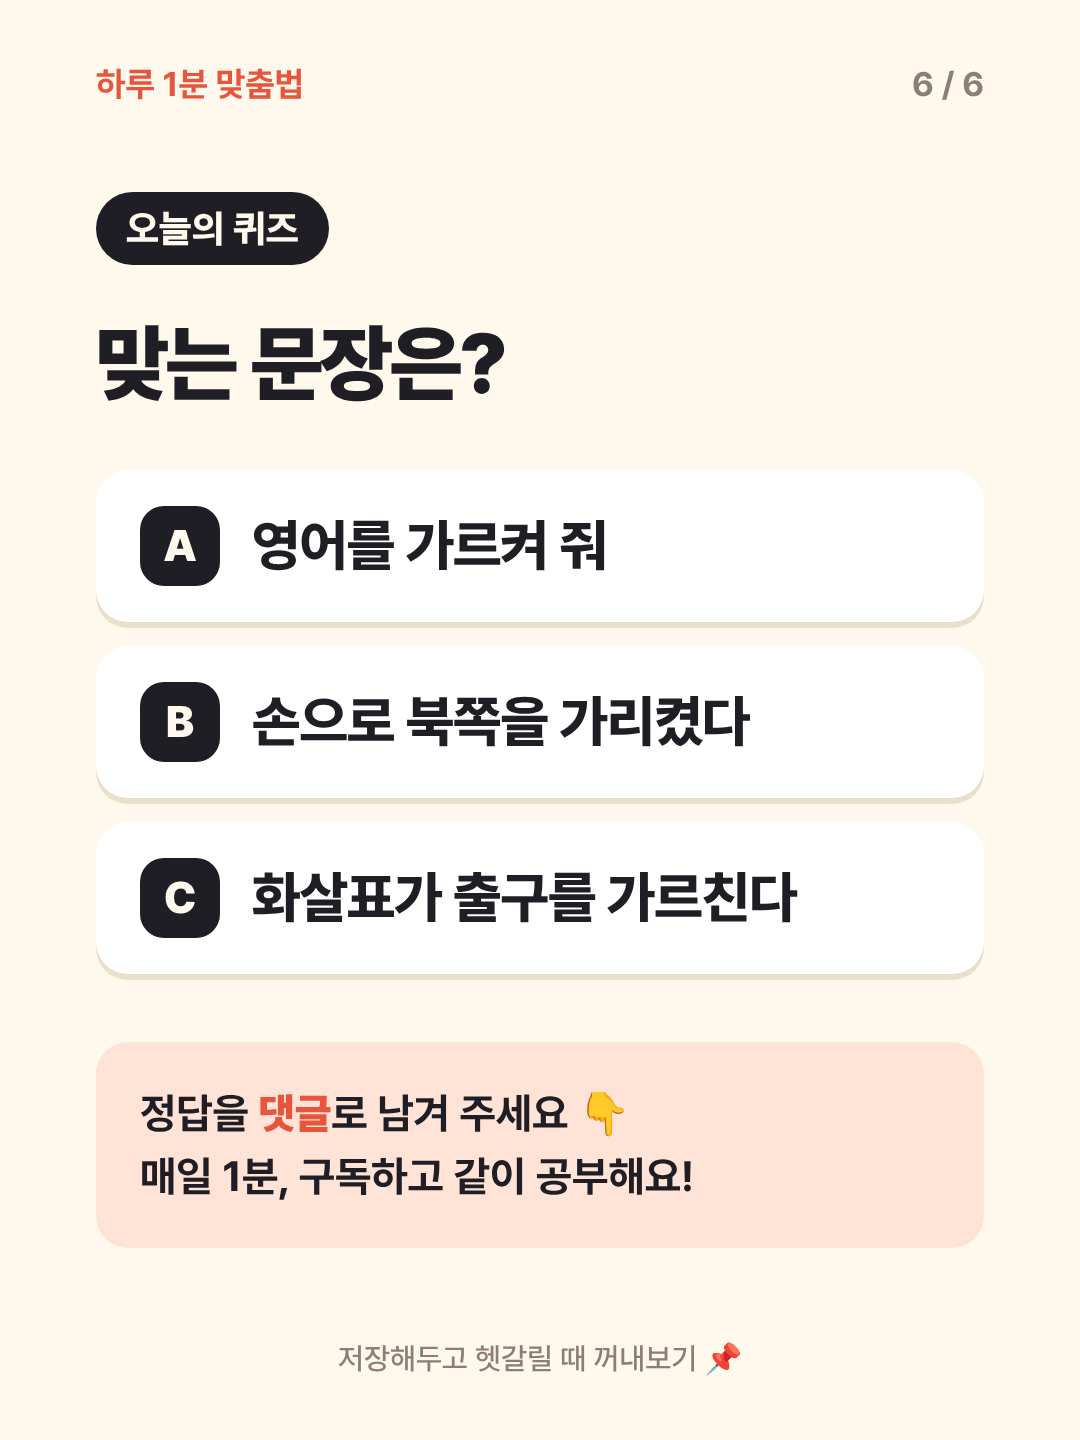 하루 1분 맞춤법
6 / 6
오늘의 퀴즈
맞는 문장은?
A 영어를 가르켜 줘
B 손으로 북쪽을 가리켰다
C 화살표가 출구를 가르친다
정답을 댓글로 남겨 주세요 👇
매일 1분, 구독하고 같이 공부해요!
저장해두고 헷갈릴 때 꺼내보기 📌